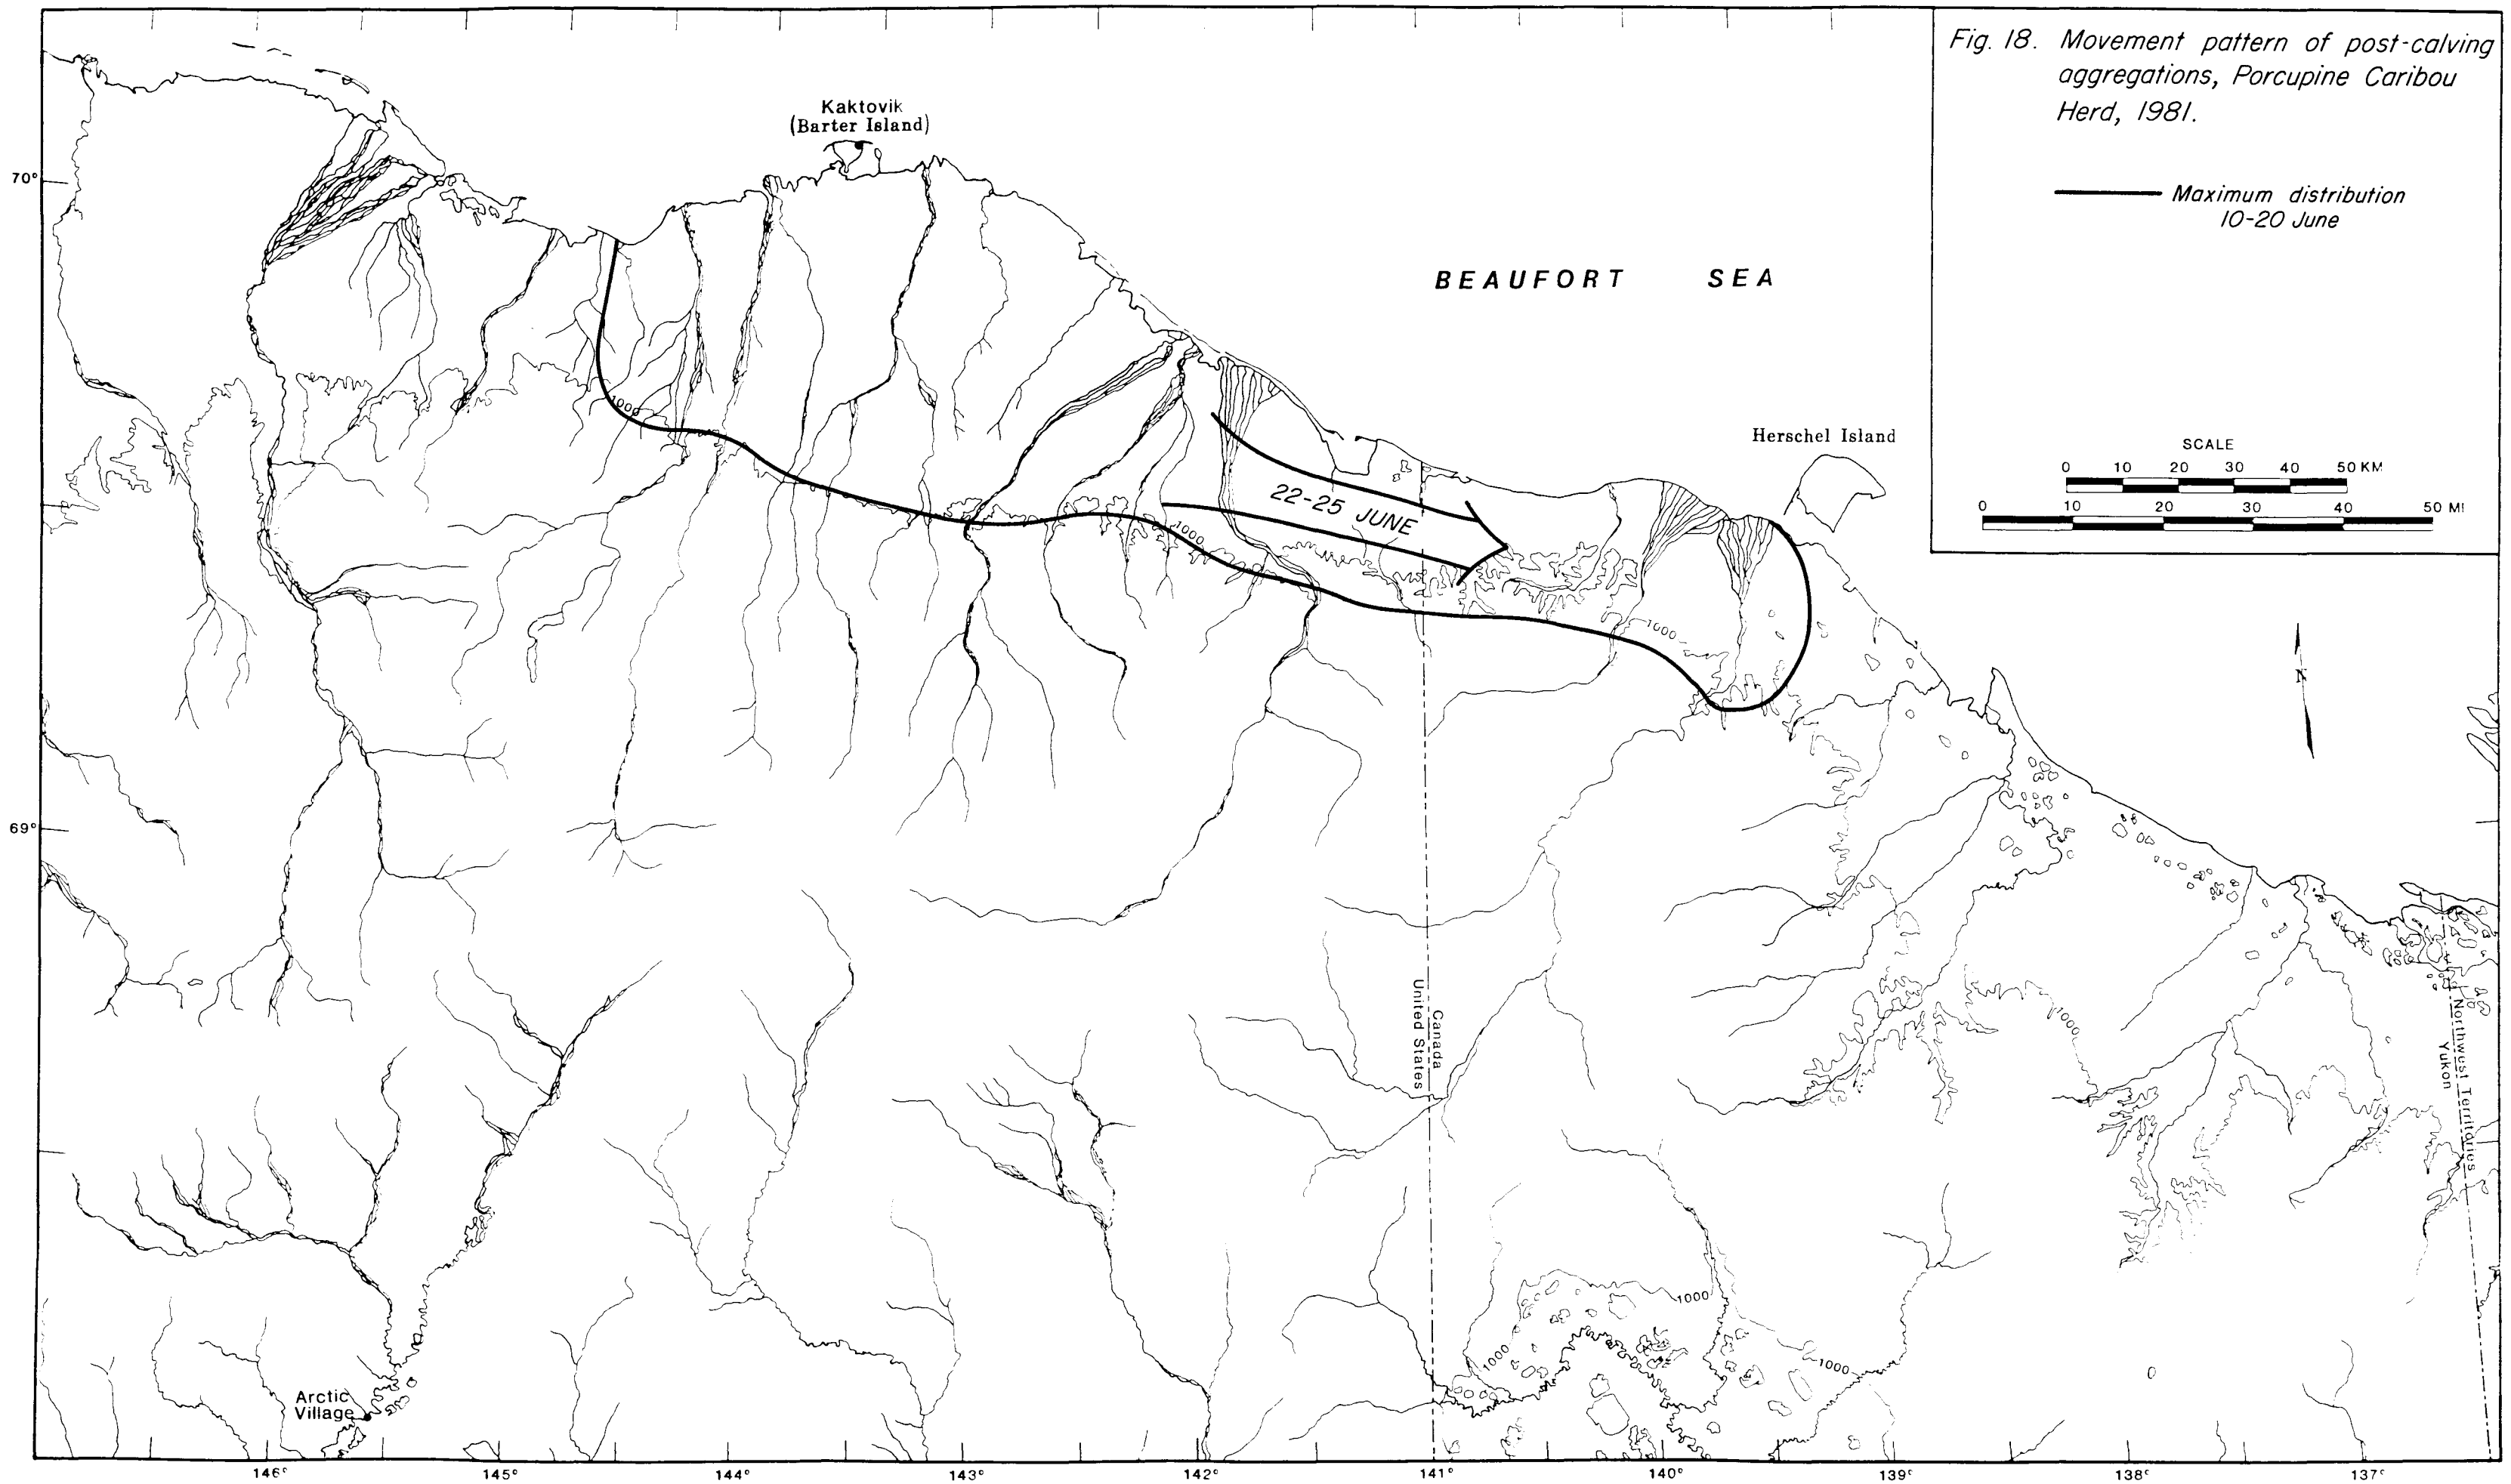 Fig. 18. Movement pattern of post-calving
aggregations, Porcupine Caribou
Herd, 1981.
Maximum distribution
10-20 June
Kaktovik
(Barter Island)
70°
BEAUFORT SEA
Herschel Island
SCALE
0 10 20 30 40 50 KM
0 10 20 30 40 50 MI
1000
22-25 JUNE
1000
1000
N
69°
United States
Canada
1000
Yukon
Northwest Territories
1000
1000
1000
Arctic
Village
146° 145° 144° 143° 142° 141° 140° 139° 138° 137°